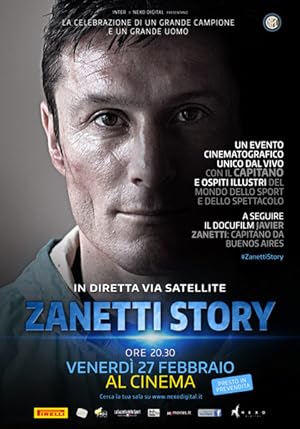 INTER e NEXO DIGITAL presentano
LA CELEBRAZIONE DI UN GRANDE CAMPIONE
E UN GRANDE UOMO
UN EVENTO
CINEMATOGRAFICO
UNICO DAL VIVO
CON IL CAPITANO
E OSPITI ILLUSTRI DEL
MONDO DELLO SPORT
E DELLO SPETTACOLO
A SEGUIRE
IL DOCUFILM JAVIER
ZANETTI: CAPITANO DA
BUENOS AIRES
#ZanettiStory
IN DIRETTA VIA SATELLITE
ZANETTI STORY
ORE 20.30
VENERDÌ 27 FEBBRAIO
AL CINEMA
PRESTO IN
PREVENDITA
Cerca la tua sala su www.nexodigital.it
PIRELLI
NEXO